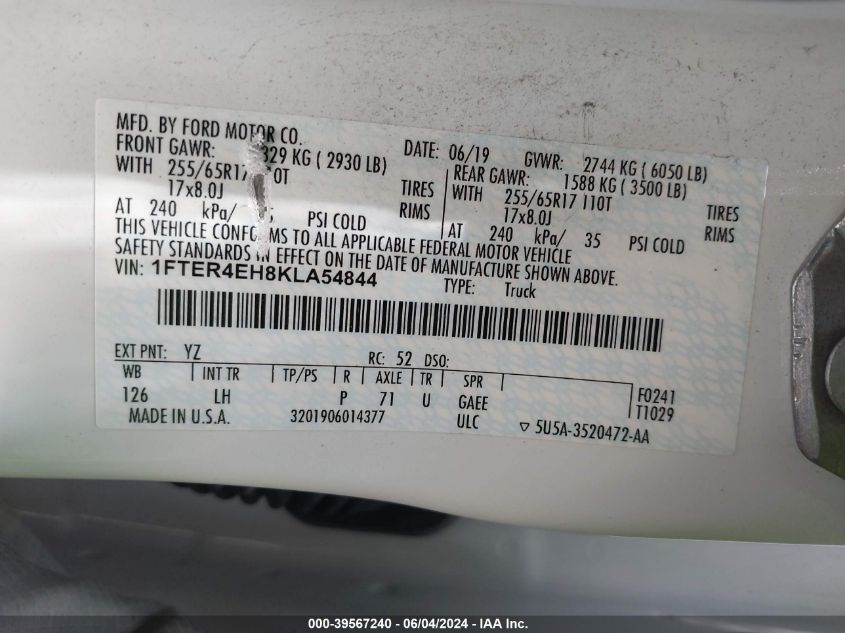 MFD. BY FORD MOTOR CO. DATE: 06/19 GVWR: 2744 KG ( 6050 LB)
FRONT GAWR: 329 KG ( 2930 LB) REAR GAWR: 1588 KG ( 3500 LB)
WITH 255/65R17 0T TIRES WITH 255/65R17 110T TIRES
17x8.0J RIMS 17x8.0J RIMS
AT 240 kPa/ PSI COLD AT 240 kPa/ 35 PSI COLD
THIS VEHICLE CONF MS TO ALL APPLICABLE FEDERAL MOTOR VEHICLE
SAFETY STANDARDS IN EFFECT ON THE DATE OF MANUFACTURE SHOWN ABOVE.
VIN: 1FTER4EH8KLA54844 TYPE: Truck
EXT PNT: YZ RC: 52 DSO:
WB INT TR TP/PS R AXLE TR SPR F0241
126 LH P 71 U GAEE T1029
MADE IN U.S.A. 3201906014377 ULC ▽ 5U5A-3520472-AA
000-39567240 - 06/04/2024 - IAA Inc.